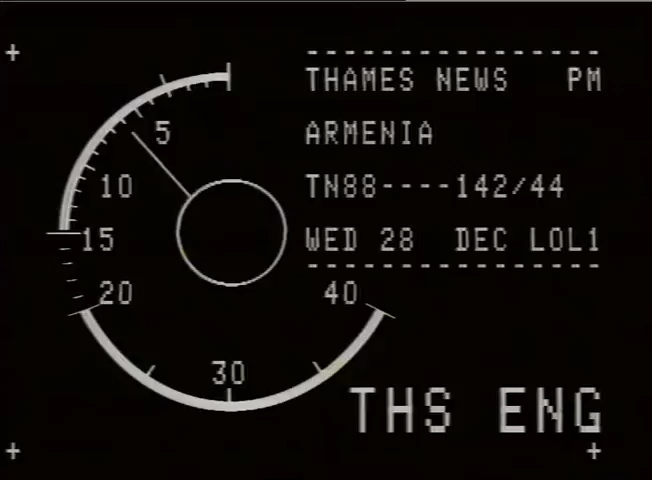 THAMES NEWS PM
ARMENIA
TN88----142/44
WED 28 DEC LOL1
5
10
15
20
30
40
THS ENG